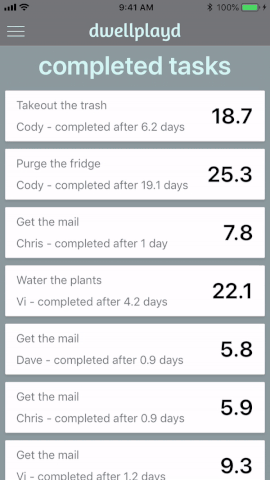 9:41 AM
100%
dwellplayd
completed tasks
Takeout the trash
Cody - completed after 6.2 days
18.7
Purge the fridge
Cody - completed after 19.1 days
25.3
Get the mail
Chris - completed after 1 day
7.8
Water the plants
Vi - completed after 4.2 days
22.1
Get the mail
Dave - completed after 0.9 days
5.8
Get the mail
Chris - completed after 0.9 days
5.9
Get the mail
Vi - completed after 1.2 days
9.3